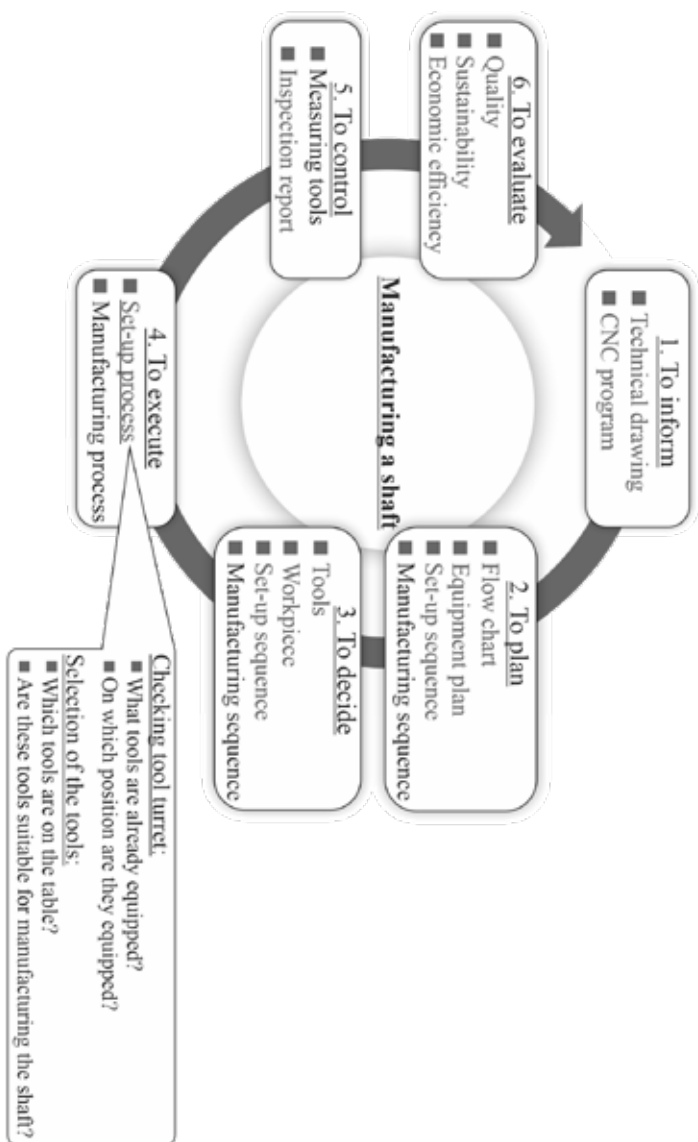 Manufacturing a shaft
1. To inform
■ Technical drawing
■ CNC program
2. To plan
■ Flow chart
■ Equipment plan
■ Set-up sequence
■ Manufacturing sequence
3. To decide
■ Tools
■ Workpiece
■ Set-up sequence
■ Manufacturing sequence
4. To execute
■ Set-up process
■ Manufacturing process
Checking tool turret:
■ What tools are already equipped?
■ On which position are they equipped?
Selection of the tools:
■ Which tools are on the table?
■ Are these tools suitable for manufacturing the shaft?
5. To control
■ Measuring tools
■ Inspection report
6. To evaluate
■ Quality
■ Sustainability
■ Economic efficiency